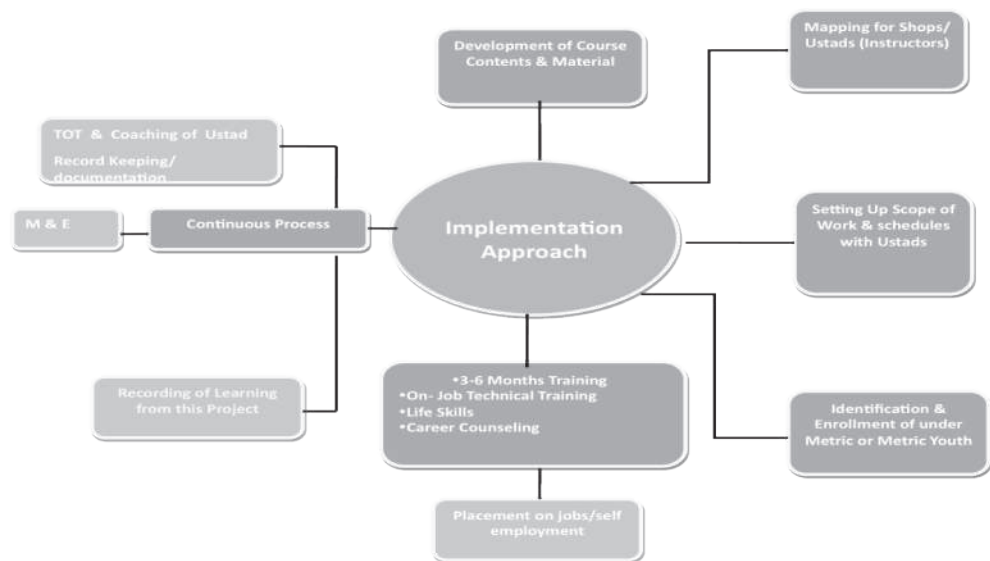 Development of Course
Contents & Material
Mapping for Shops/
Ustads (Instructors)
TOT & Coaching of Ustad
Record Keeping/
documentation
M & E
Continuous Process
Implementation
Approach
Setting Up Scope of
Work & schedules
with Ustads
Recording of Learning
from this Project
•3-6 Months Training
•On- Job Technical Training
•Life Skills
•Career Counseling
Identification &
Enrollment of under
Metric or Metric Youth
Placement on jobs/self
employment